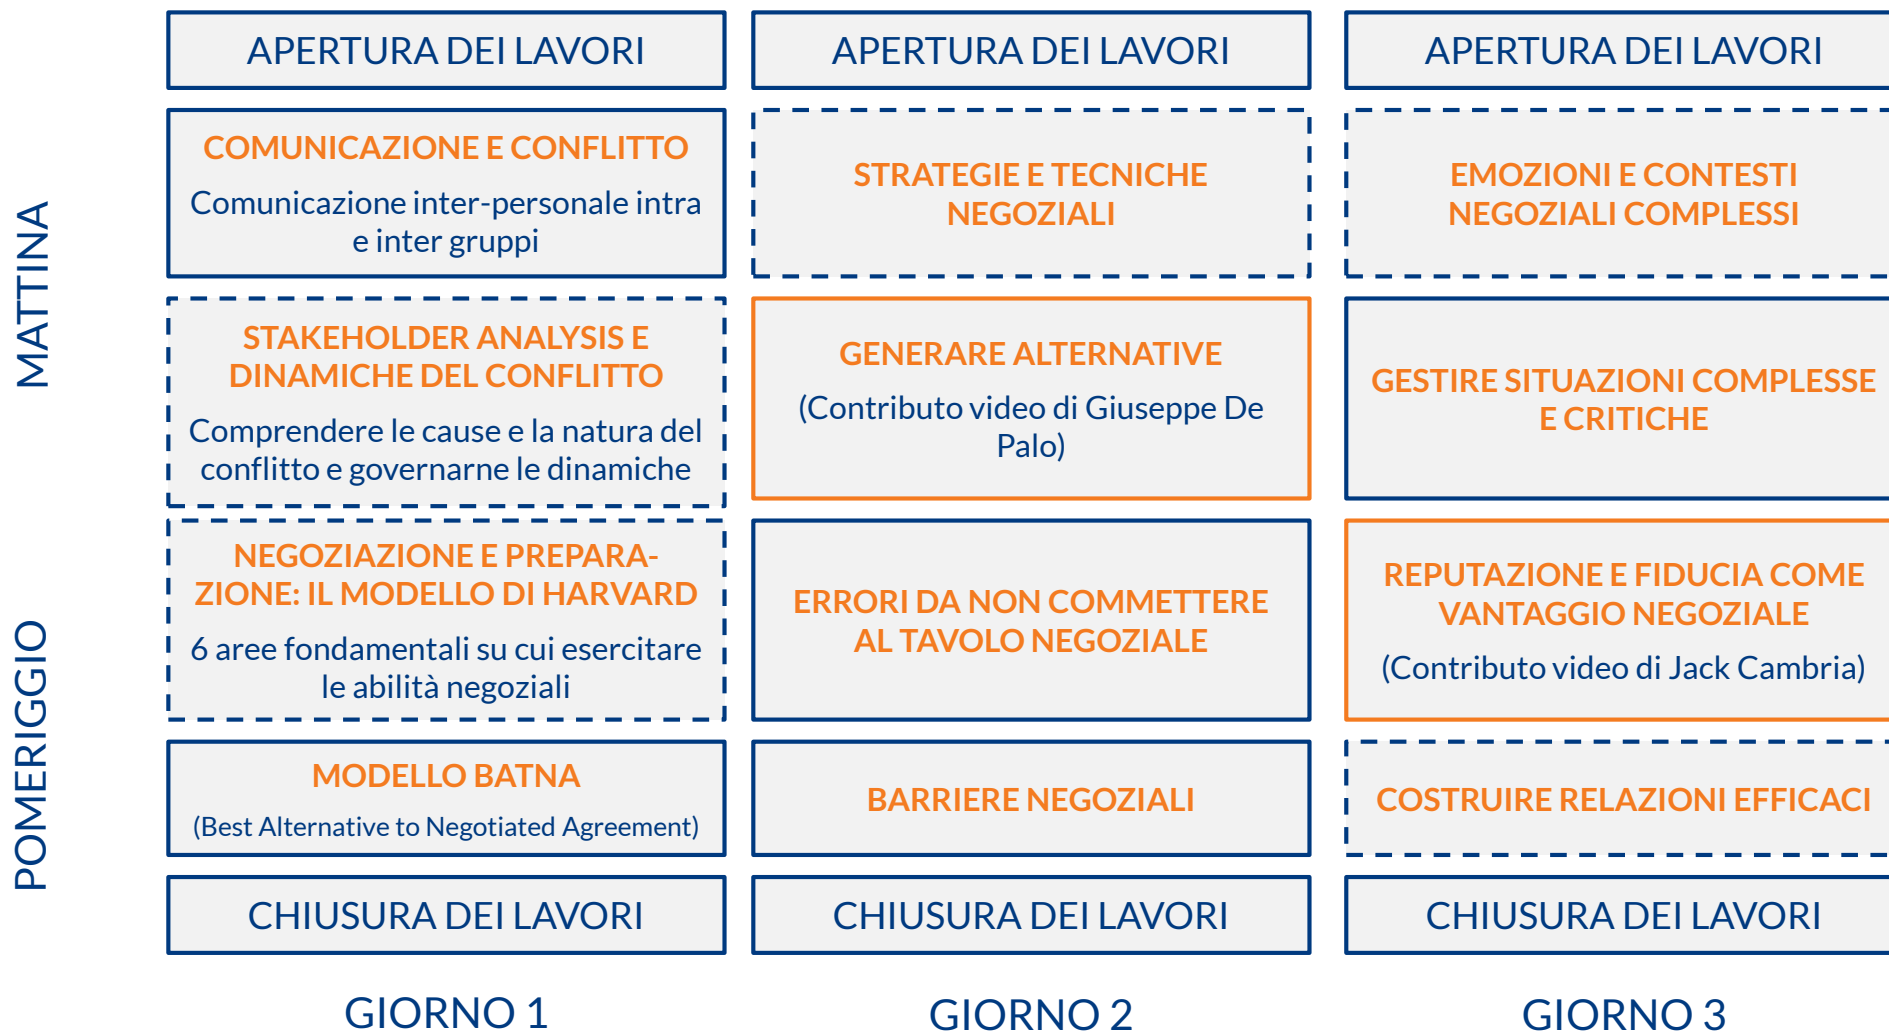 APERTURA DEI LAVORI
APERTURA DEI LAVORI
APERTURA DEI LAVORI
MATTINA
COMUNICAZIONE E CONFLITTO
Comunicazione inter-personale intra
e inter gruppi
STRATEGIE E TECNICHE
NEGOZIALI
EMOZIONI E CONTESTI
NEGOZIALI COMPLESSI
STAKEHOLDER ANALYSIS E
DINAMICHE DEL CONFLITTO
Comprendere le cause e la natura del
conflitto e governarne le dinamiche
GENERARE ALTERNATIVE
(Contributo video di Giuseppe De
Palo)
GESTIRE SITUAZIONI COMPLESSE
E CRITICHE
POMERIGGIO
NEGOZIAZIONE E PREPARA-
ZIONE: IL MODELLO DI HARVARD
6 aree fondamentali su cui esercitare
le abilità negoziali
ERRORI DA NON COMMETTERE
AL TAVOLO NEGOZIALE
REPUTAZIONE E FIDUCIA COME
VANTAGGIO NEGOZIALE
(Contributo video di Jack Cambria)
MODELLO BATNA
(Best Alternative to Negotiated Agreement)
BARRIERE NEGOZIALI
COSTRUIRE RELAZIONI EFFICACI
CHIUSURA DEI LAVORI
CHIUSURA DEI LAVORI
CHIUSURA DEI LAVORI
GIORNO 1
GIORNO 2
GIORNO 3